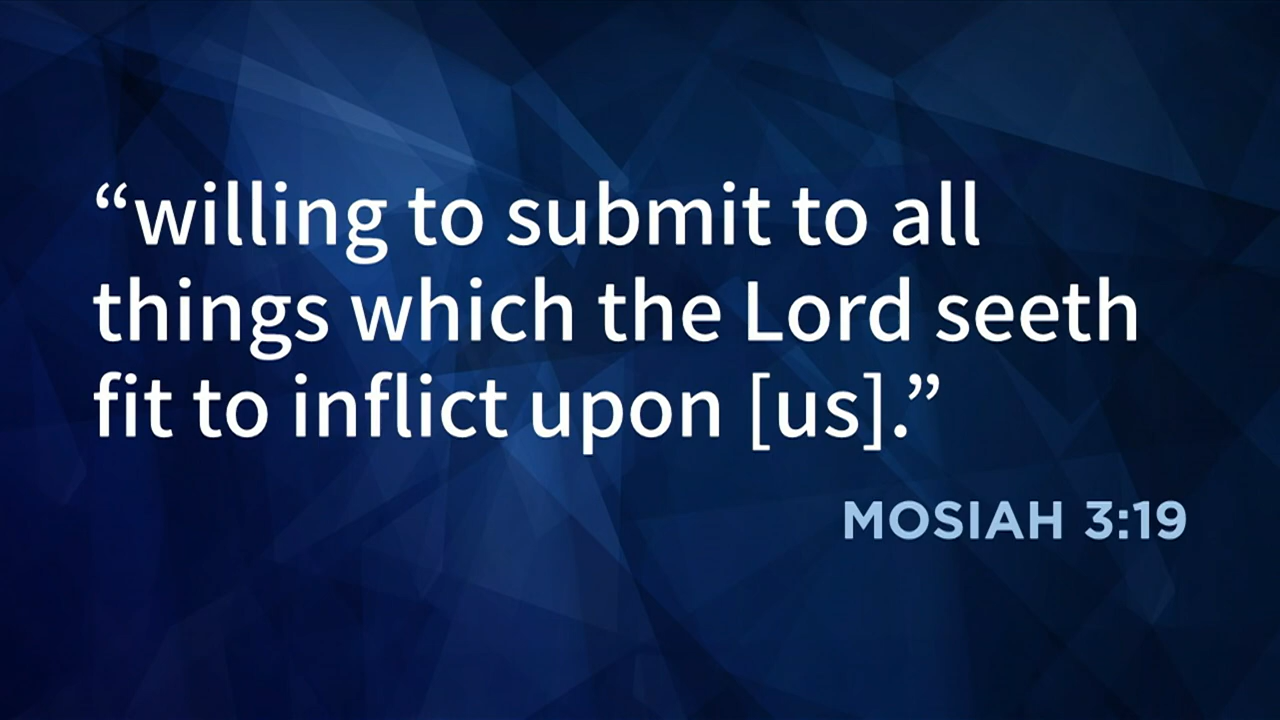 “willing to submit to all
things which the Lord seeth
fit to inflict upon [us].”
MOSIAH 3:19